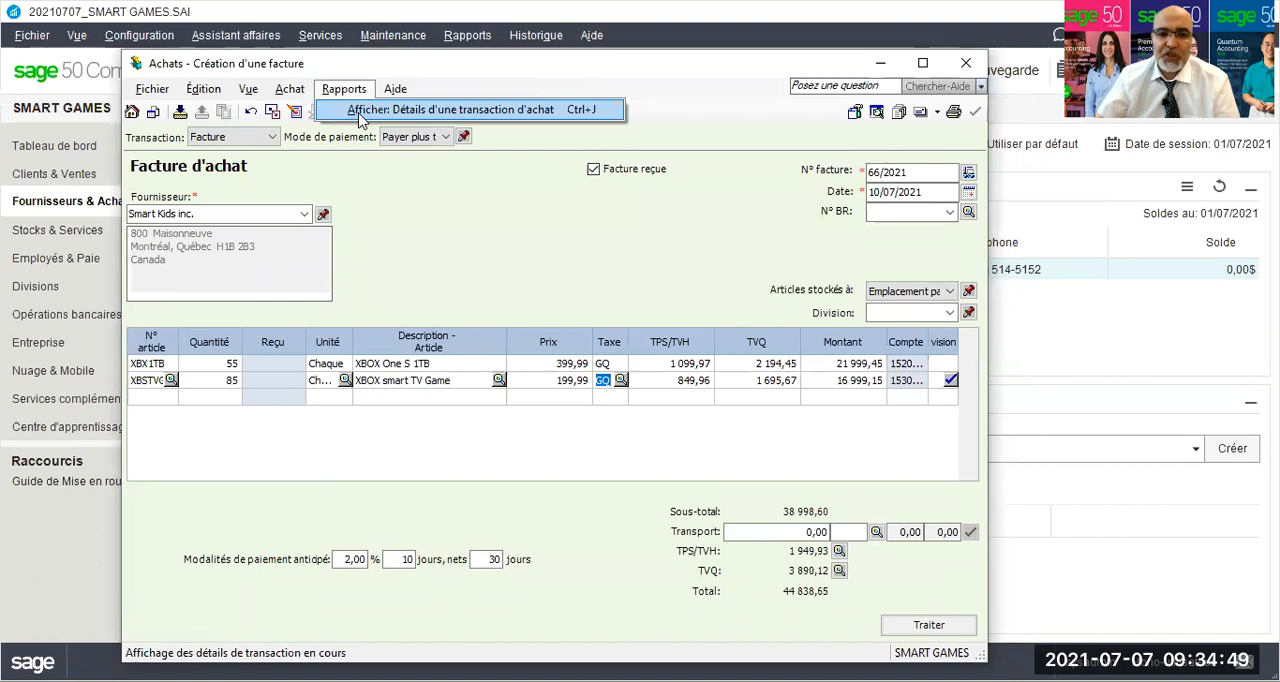 20210707_SMART GAMES.SAI
Fichier Vue Configuration Assistant affaires Services Maintenance Rapports Historique Aide
sage 50 Com
SMART GAMES
Tableau de bord
Clients & Ventes
Fournisseurs & Acha
Stocks & Services
Employés & Paie
Divisions
Opérations bancaires
Entreprise
Nuage & Mobile
Services complémen
Centre d'apprentissag
Raccourcis
Guide de Mise en rou
sage
Achats - Création d'une facture
Fichier Édition Vue Achat Rapports Aide
Posez une question Chercher-Aide
Afficher: Détails d'une transaction d'achat Ctrl+J
Transaction: Facture Mode de paiement: Payer plus t
Facture d'achat
Facture reçue
N° facture: * 66/2021
Date: * 10/07/2021
N° BR:
Fournisseur: *
Smart Kids inc.
800 Maisonneuve
Montréal, Québec H1B 2B3
Canada
Articles stockés à: Emplacement pa
Division:
N° article Quantité Reçu Unité Description - Article Prix Taxe TPS/TVH TVQ Montant Compte vision
XBX1TB 55 Chaque XBOX One S 1TB 399,99 GQ 1 099,97 2 194,45 21 999,45 1520...
XBSTVG 85 Ch... XBOX smart TV Game 199,99 GQ 849,96 1 695,67 16 999,15 1530...
Sous-total: 38 998,60
Transport: 0,00 0,00 0,00
TPS/TVH: 1 949,93
TVQ: 3 890,12
Total: 44 838,65
Modalités de paiement anticipé: 2,00 % 10 jours, nets 30 jours
Traiter
Affichage des détails de transaction en cours
SMART GAMES
sage 50
sage 50
Quantum
Accounting
uvegarde
Utiliser par défaut
Date de session: 01/07/2021
Soldes au: 01/07/2021
phone Solde
514-5152 0,00$
Créer
2021-07-07 09:34:49